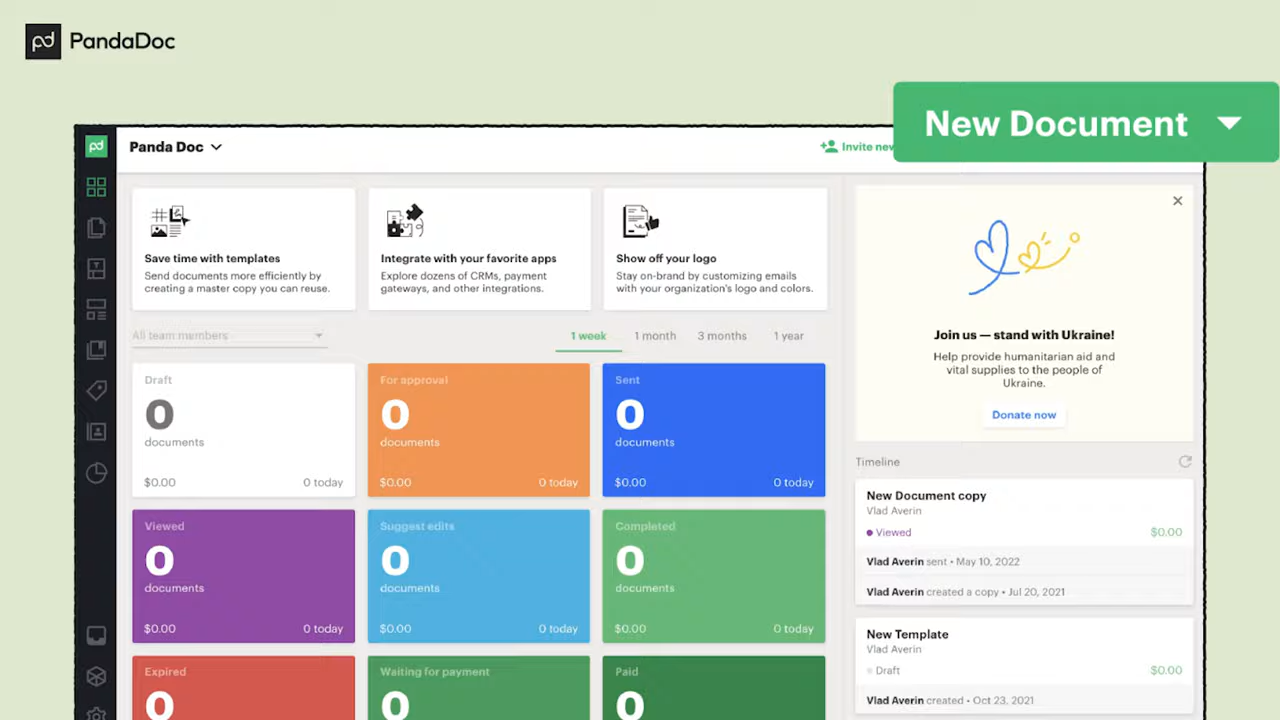 pd PandaDoc
New Document
pd
Panda Doc
Invite new
Save time with templates
Send documents more efficiently by
creating a master copy you can reuse.
Integrate with your favorite apps
Explore dozens of CRMs, payment
gateways, and other integrations.
Show off your logo
Stay on-brand by customizing emails
with your organization's logo and colors.
All team members
1 week
1 month
3 months
1 year
Draft
0
documents
$0.00 0 today
For approval
0
documents
$0.00 0 today
Sent
0
documents
$0.00 0 today
Viewed
0
documents
$0.00 0 today
Suggest edits
0
documents
$0.00 0 today
Completed
0
documents
$0.00 0 today
Expired
0
Waiting for payment
0
Paid
0
Join us — stand with Ukraine!
Help provide humanitarian aid and
vital supplies to the people of
Ukraine.
Donate now
Timeline
New Document copy
Vlad Averin
Viewed $0.00
Vlad Averin sent • May 10, 2022
Vlad Averin created a copy • Jul 20, 2021
New Template
Vlad Averin
Draft $0.00
Vlad Averin created • Oct 23, 2021